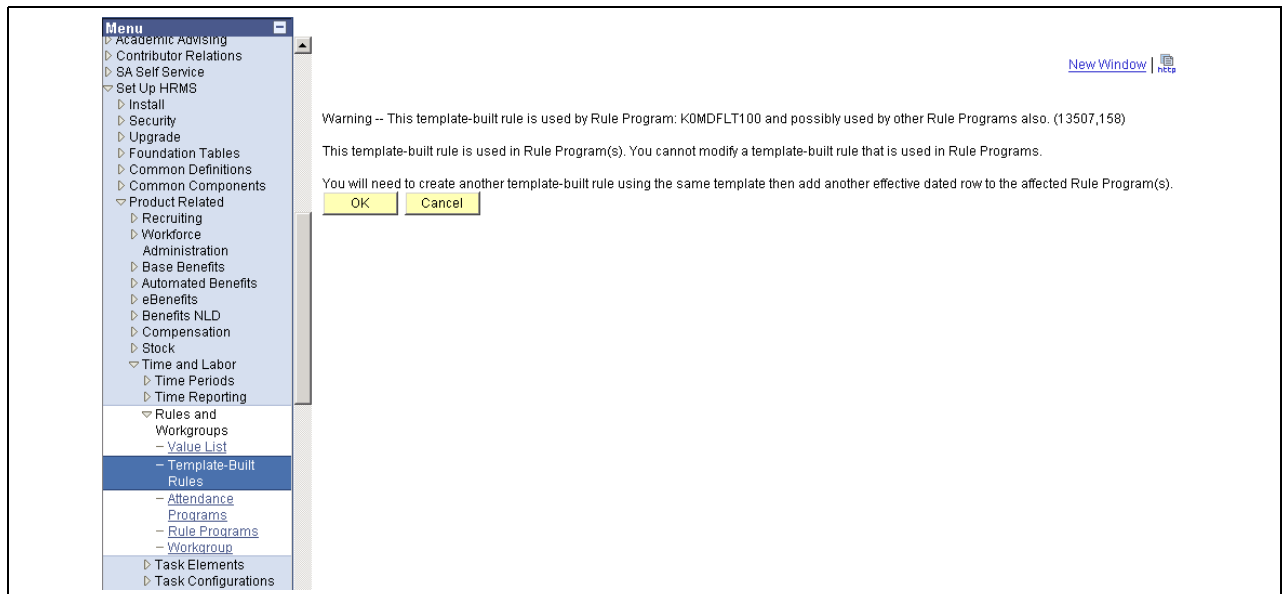 Menu
Academic Advising
Contributor Relations
SA Self Service
Set Up HRMS
Install
Security
Upgrade
Foundation Tables
Common Definitions
Common Components
Product Related
Recruiting
Workforce
Administration
Base Benefits
Automated Benefits
eBenefits
Benefits NLD
Compensation
Stock
Time and Labor
Time Periods
Time Reporting
Rules and
Workgroups
– Value List
– Template-Built
Rules
– Attendance
Programs
– Rule Programs
– Workgroup
Task Elements
Task Configurations
New Window | http
Warning -- This template-built rule is used by Rule Program: K0MDFLT100 and possibly used by other Rule Programs also. (13507,158)
This template-built rule is used in Rule Program(s). You cannot modify a template-built rule that is used in Rule Programs.
You will need to create another template-built rule using the same template then add another effective dated row to the affected Rule Program(s).
OK Cancel